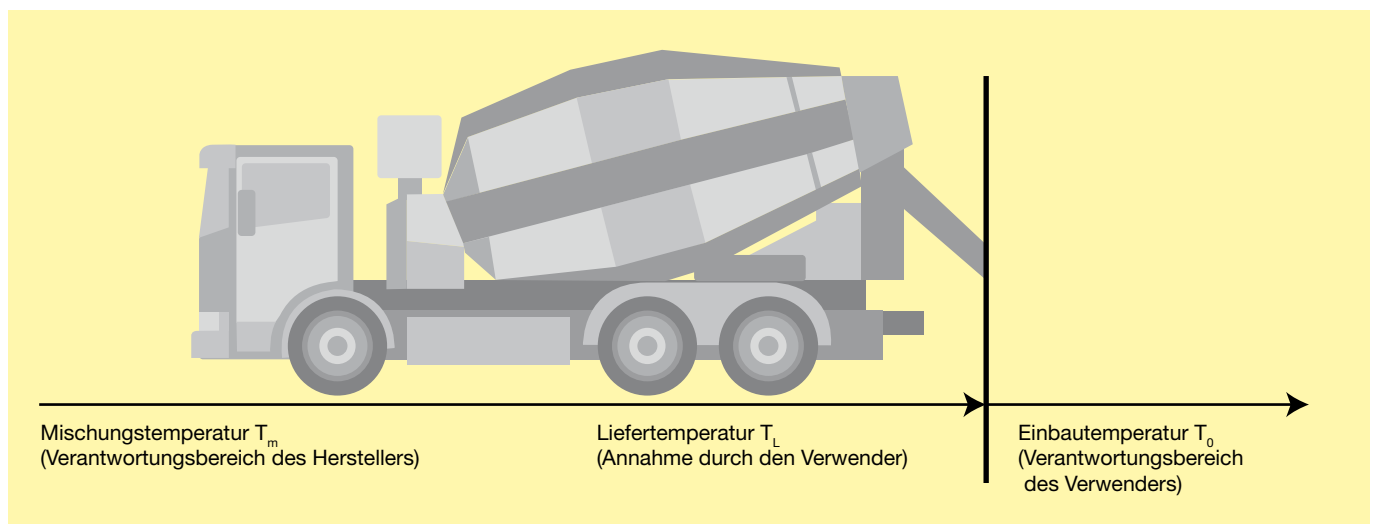 Mischungstemperatur Tm
(Verantwortungsbereich des Herstellers)
Liefertemperatur TL
(Annahme durch den Verwender)
Einbautemperatur T0
(Verantwortungsbereich
des Verwenders)